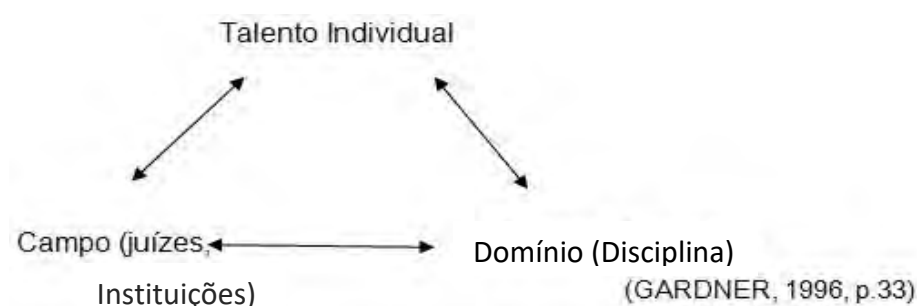 Talento Individual
Campo (juízes,
Domínio (Disciplina)
Instituições)
(GARDNER, 1996, p.33)